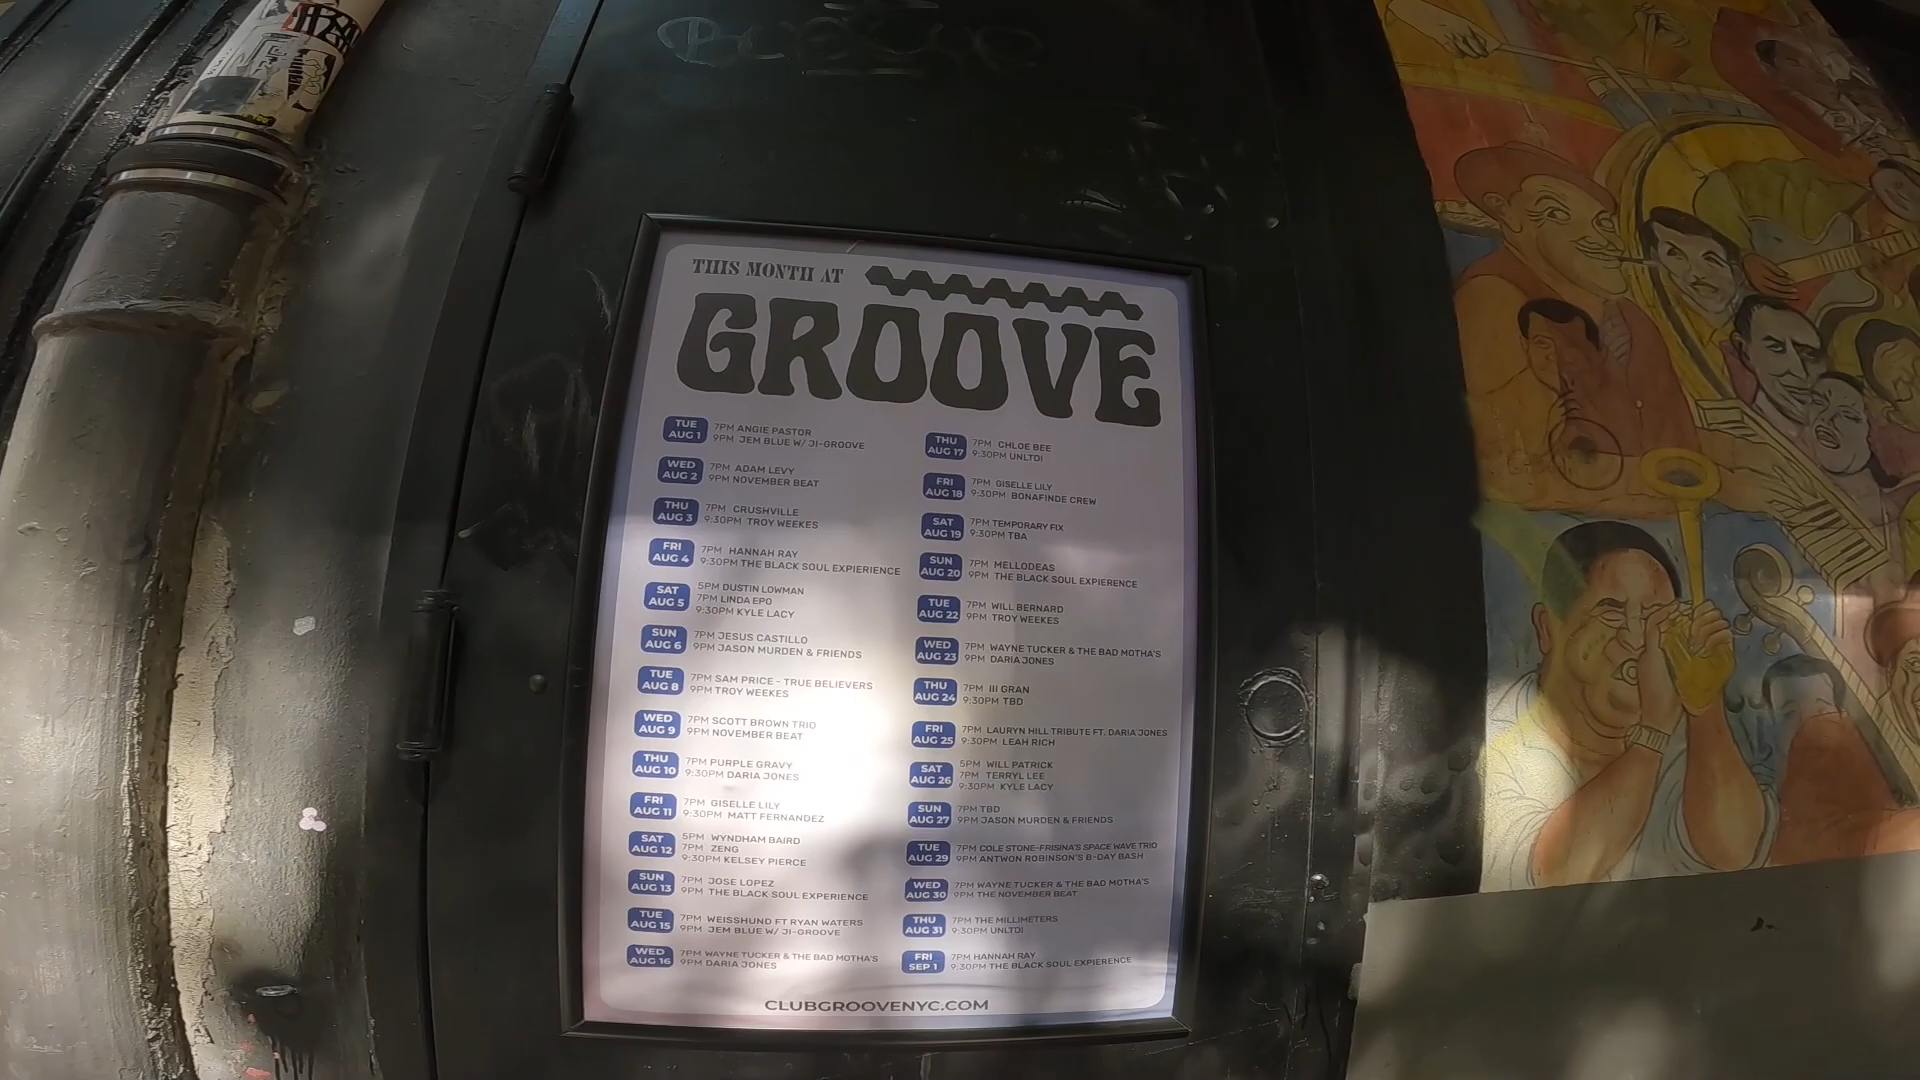 THIS MONTH AT
GROOVE
TUE
AUG 1
7PM ANGIE PASTOR
9PM JEM BLUE W/ JI-GROOVE
WED
AUG 2
7PM ADAM LEVY
9PM NOVEMBER BEAT
THU
AUG 3
7PM CRUSHVILLE
9:30PM TROY WEEKES
FRI
AUG 4
7PM HANNAH RAY
9:30PM THE BLACK SOUL EXPIERIENCE
SAT
AUG 5
5PM DUSTIN LOWMAN
7PM LINDA EPO
9:30PM KYLE LACY
SUN
AUG 6
7PM JESUS CASTILLO
9PM JASON MURDEN & FRIENDS
TUE
AUG 8
7PM SAM PRICE - TRUE BELIEVERS
9PM TROY WEEKES
WED
AUG 9
7PM SCOTT BROWN TRIO
9PM NOVEMBER BEAT
THU
AUG 10
7PM PURPLE GRAVY
9:30PM DARIA JONES
FRI
AUG 11
7PM GISELLE LILY
9:30PM MATT FERNANDEZ
SAT
AUG 12
5PM WYNDHAM BAIRD
7PM ZENG
9:30PM KELSEY PIERCE
SUN
AUG 13
7PM JOSE LOPEZ
9PM THE BLACK SOUL EXPERIENCE
TUE
AUG 15
7PM WEISSHUND FT RYAN WATERS
9PM JEM BLUE W/ JI-GROOVE
WED
AUG 16
7PM WAYNE TUCKER & THE BAD MOTHA'S
9PM DARIA JONES
THU
AUG 17
7PM CHLOE BEE
9:30PM UNLTDI
FRI
AUG 18
7PM GISELLE LILY
9:30PM BONAFINDE CREW
SAT
AUG 19
7PM TEMPORARY FIX
9:30PM TBA
SUN
AUG 20
7PM MELLODEAS
9PM THE BLACK SOUL EXPIERENCE
TUE
AUG 22
7PM WILL BERNARD
9PM TROY WEEKES
WED
AUG 23
7PM WAYNE TUCKER & THE BAD MOTHA'S
9PM DARIA JONES
THU
AUG 24
7PM III GRAN
9:30PM TBD
FRI
AUG 25
7PM LAURYN HILL TRIBUTE FT. DARIA JONES
9:30PM LEAH RICH
SAT
AUG 26
5PM WILL PATRICK
7PM TERRYL LEE
9:30PM KYLE LACY
SUN
AUG 27
7PM TBD
9PM JASON MURDEN & FRIENDS
TUE
AUG 29
7PM COLE STONE-FRISINA'S SPACE WAVE TRIO
9PM ANTWON ROBINSON'S B-DAY BASH
WED
AUG 30
7PM WAYNE TUCKER & THE BAD MOTHA'S
9PM THE NOVEMBER BEAT
THU
AUG 31
7PM THE MILLIMETERS
9:30PM UNLTDI
FRI
SEP 1
7PM HANNAH RAY
9:30PM THE BLACK SOUL EXPIERENCE
CLUBGROOVENYC.COM